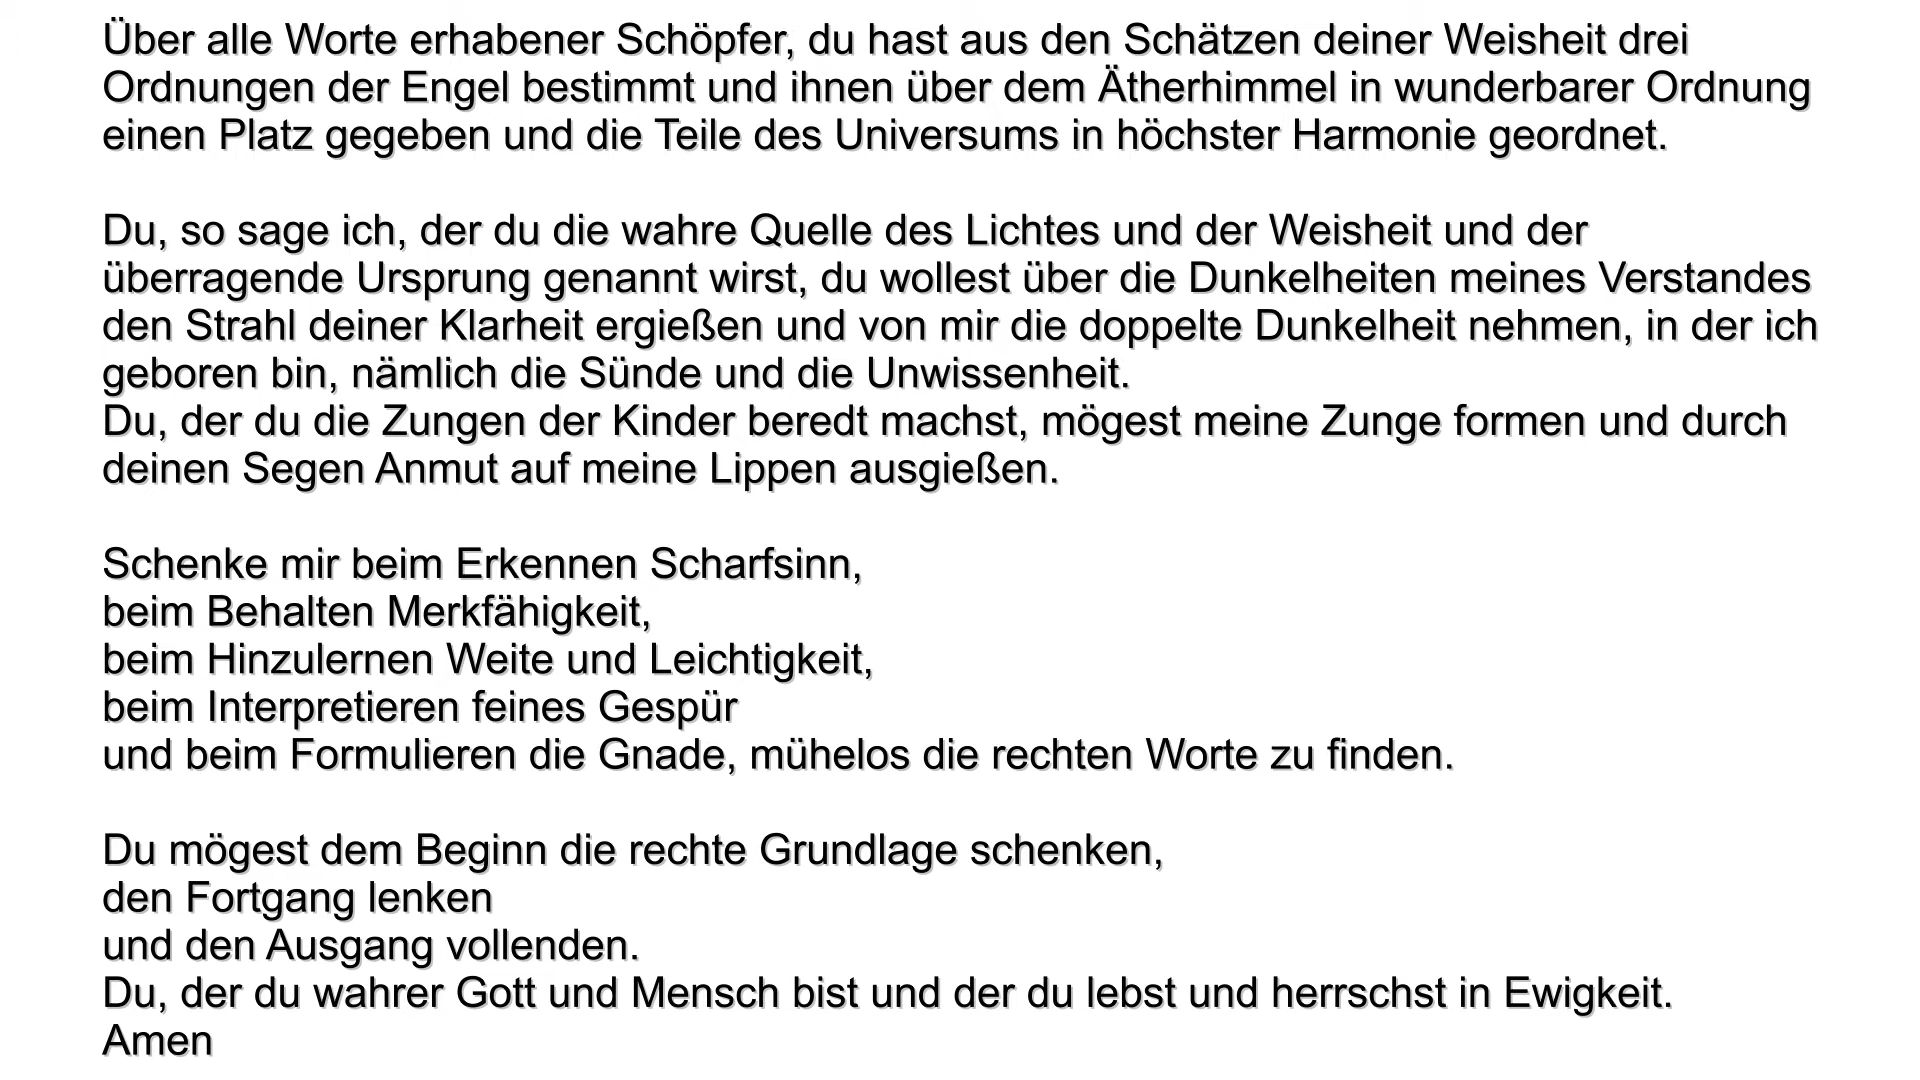 Über alle Worte erhabener Schöpfer, du hast aus den Schätzen deiner Weisheit drei
Ordnungen der Engel bestimmt und ihnen über dem Ätherhimmel in wunderbarer Ordnung
einen Platz gegeben und die Teile des Universums in höchster Harmonie geordnet.

Du, so sage ich, der du die wahre Quelle des Lichtes und der Weisheit und der
überragende Ursprung genannt wirst, du wollest über die Dunkelheiten meines Verstandes
den Strahl deiner Klarheit ergießen und von mir die doppelte Dunkelheit nehmen, in der ich
geboren bin, nämlich die Sünde und die Unwissenheit.
Du, der du die Zungen der Kinder beredt machst, mögest meine Zunge formen und durch
deinen Segen Anmut auf meine Lippen ausgießen.

Schenke mir beim Erkennen Scharfsinn,
beim Behalten Merkfähigkeit,
beim Hinzulernen Weite und Leichtigkeit,
beim Interpretieren feines Gespür
und beim Formulieren die Gnade, mühelos die rechten Worte zu finden.

Du mögest dem Beginn die rechte Grundlage schenken,
den Fortgang lenken
und den Ausgang vollenden.
Du, der du wahrer Gott und Mensch bist und der du lebst und herrschst in Ewigkeit.
Amen